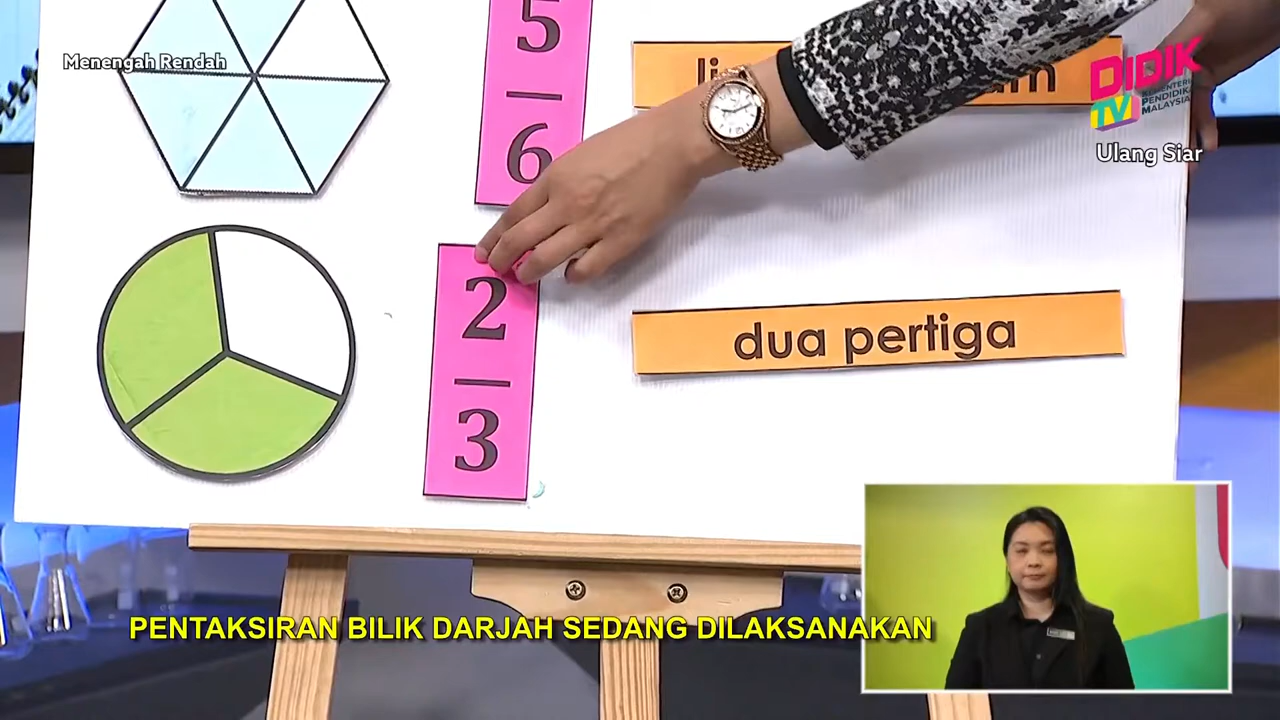 Menengah Rendah
DIDIK
TV
KEMENTERIAN
PENDIDIKAN
MALAYSIA
Ulang Siar
5
6
2
3
dua pertiga
PENTAKSIRAN BILIK DARJAH SEDANG DILAKSANAKAN